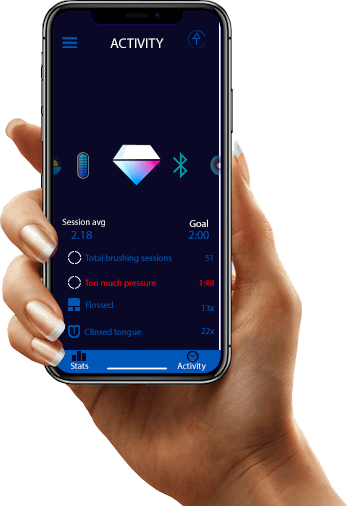 ACTIVITY
Session avg Goal
2.18 2:00
Total brushing sessions 51
Too much pressure 1:48
Flossed 13x
Clinsed tongue 22x
Stats Activity